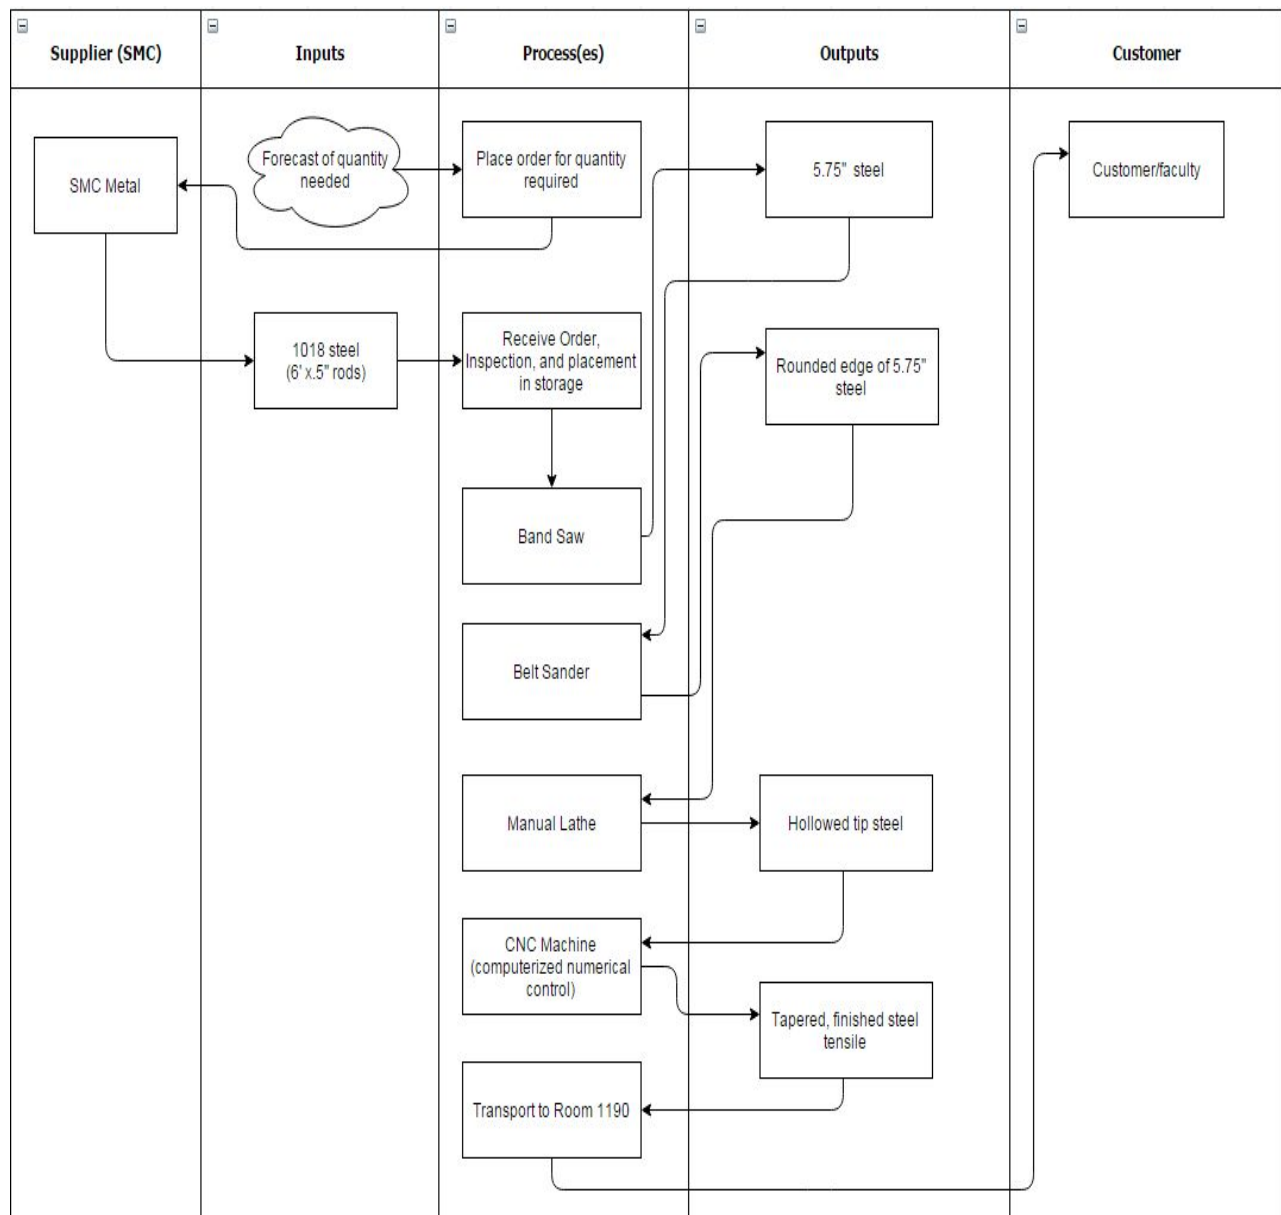 Supplier (SMC)
Inputs
Process(es)
Outputs
Customer
Forecast of quantity
needed
Place order for quantity
required
5.75" steel
Customer/faculty
SMC Metal
1018 steel
(6' x.5" rods)
Receive Order,
Inspection, and placement
in storage
Rounded edge of 5.75"
steel
Band Saw
Belt Sander
Manual Lathe
Hollowed tip steel
CNC Machine
(computerized numerical
control)
Tapered, finished steel
tensile
Transport to Room 1190